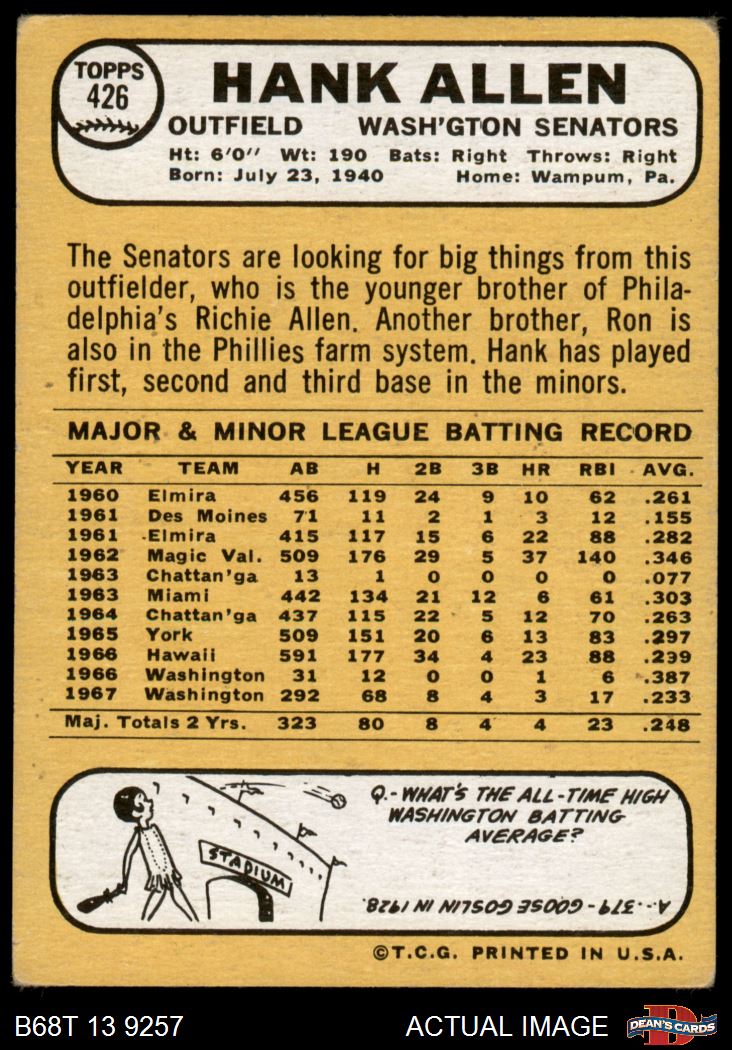 TOPPS
426
HANK ALLEN
OUTFIELD WASH'GTON SENATORS
Ht: 6'0" Wt: 190 Bats: Right Throws: Right
Born: July 23, 1940 Home: Wampum, Pa.
The Senators are looking for big things from this
outfielder, who is the younger brother of Phila-
delphia's Richie Allen. Another brother, Ron is
also in the Phillies farm system. Hank has played
first, second and third base in the minors.
MAJOR & MINOR LEAGUE BATTING RECORD
YEAR TEAM AB H 2B 3B HR RBI AVG.
1960 Elmira 456 119 24 9 10 62 .261
1961 Des Moines 71 11 2 1 3 12 .155
1961 Elmira 415 117 15 6 22 88 .282
1962 Magic Val. 509 176 29 5 37 140 .346
1963 Chattan'ga 13 1 0 0 0 0 .077
1963 Miami 442 134 21 12 6 61 .303
1964 Chattan'ga 437 115 22 5 12 70 .263
1965 York 509 151 20 6 13 83 .297
1966 Hawaii 591 177 34 4 23 88 .299
1966 Washington 31 12 0 0 1 6 .387
1967 Washington 292 68 8 4 3 17 .233
Maj. Totals 2 Yrs. 323 80 8 4 4 23 .248
Q.-WHAT'S THE ALL-TIME HIGH
WASHINGTON BATTING
AVERAGE?
STADIUM
A...379-GOOSE GOSLIN IN 1928.
©T.C.G. PRINTED IN U.S.A.
B68T 13 9257 ACTUAL IMAGE
D
DEAN'S CARDS